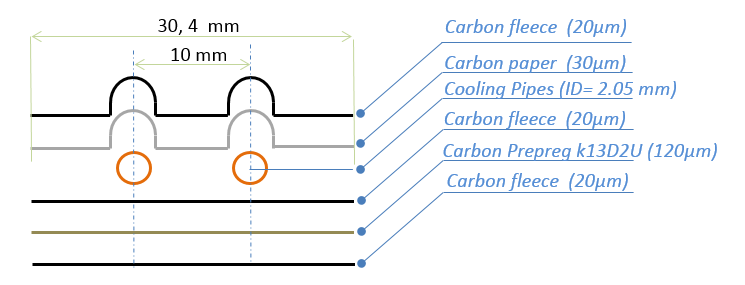 30, 4 mm
10 mm
Carbon fleece (20µm)
Carbon paper (30µm)
Cooling Pipes (ID= 2.05 mm)
Carbon fleece (20µm)
Carbon Prepreg k13D2U (120µm)
Carbon fleece (20µm)